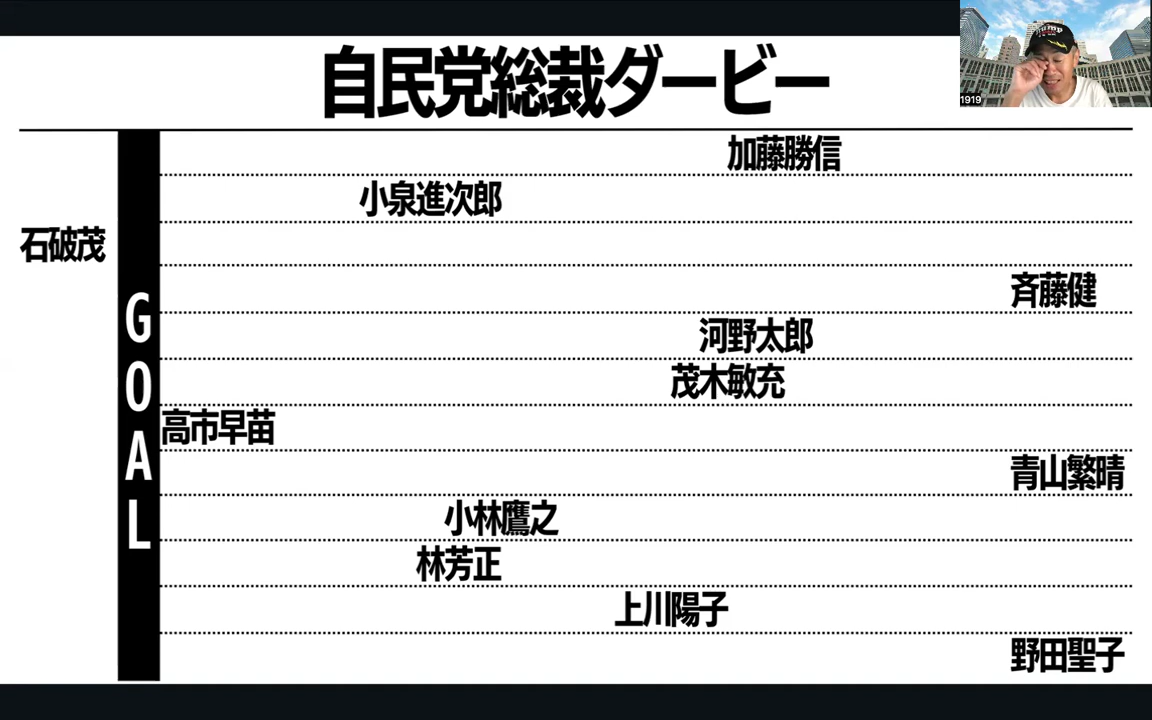 自民党総裁ダービー
1919
加藤勝信
小泉進次郎
石破茂
斉藤健
河野太郎
茂木敏充
高市早苗
青山繁晴
小林鷹之
林芳正
上川陽子
野田聖子
GOAL